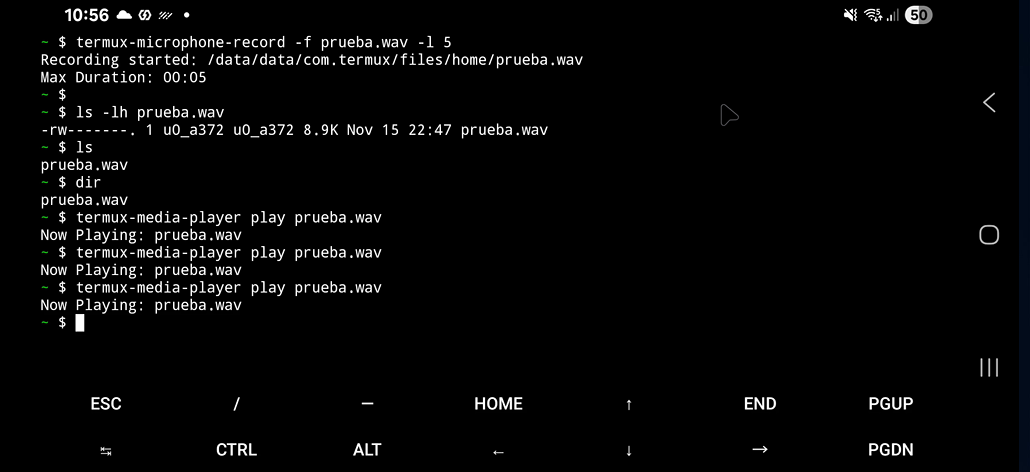 10:56
50
~ $ termux-microphone-record -f prueba.wav -l 5
Recording started: /data/data/com.termux/files/home/prueba.wav
Max Duration: 00:05
~ $
~ $ ls -lh prueba.wav
-rw-------. 1 u0_a372 u0_a372 8.9K Nov 15 22:47 prueba.wav
~ $ ls
prueba.wav
~ $ dir
prueba.wav
~ $ termux-media-player play prueba.wav
Now Playing: prueba.wav
~ $ termux-media-player play prueba.wav
Now Playing: prueba.wav
~ $ termux-media-player play prueba.wav
Now Playing: prueba.wav
~ $
ESC / — HOME ↑ END PGUP
↹ CTRL ALT ← ↓ → PGDN